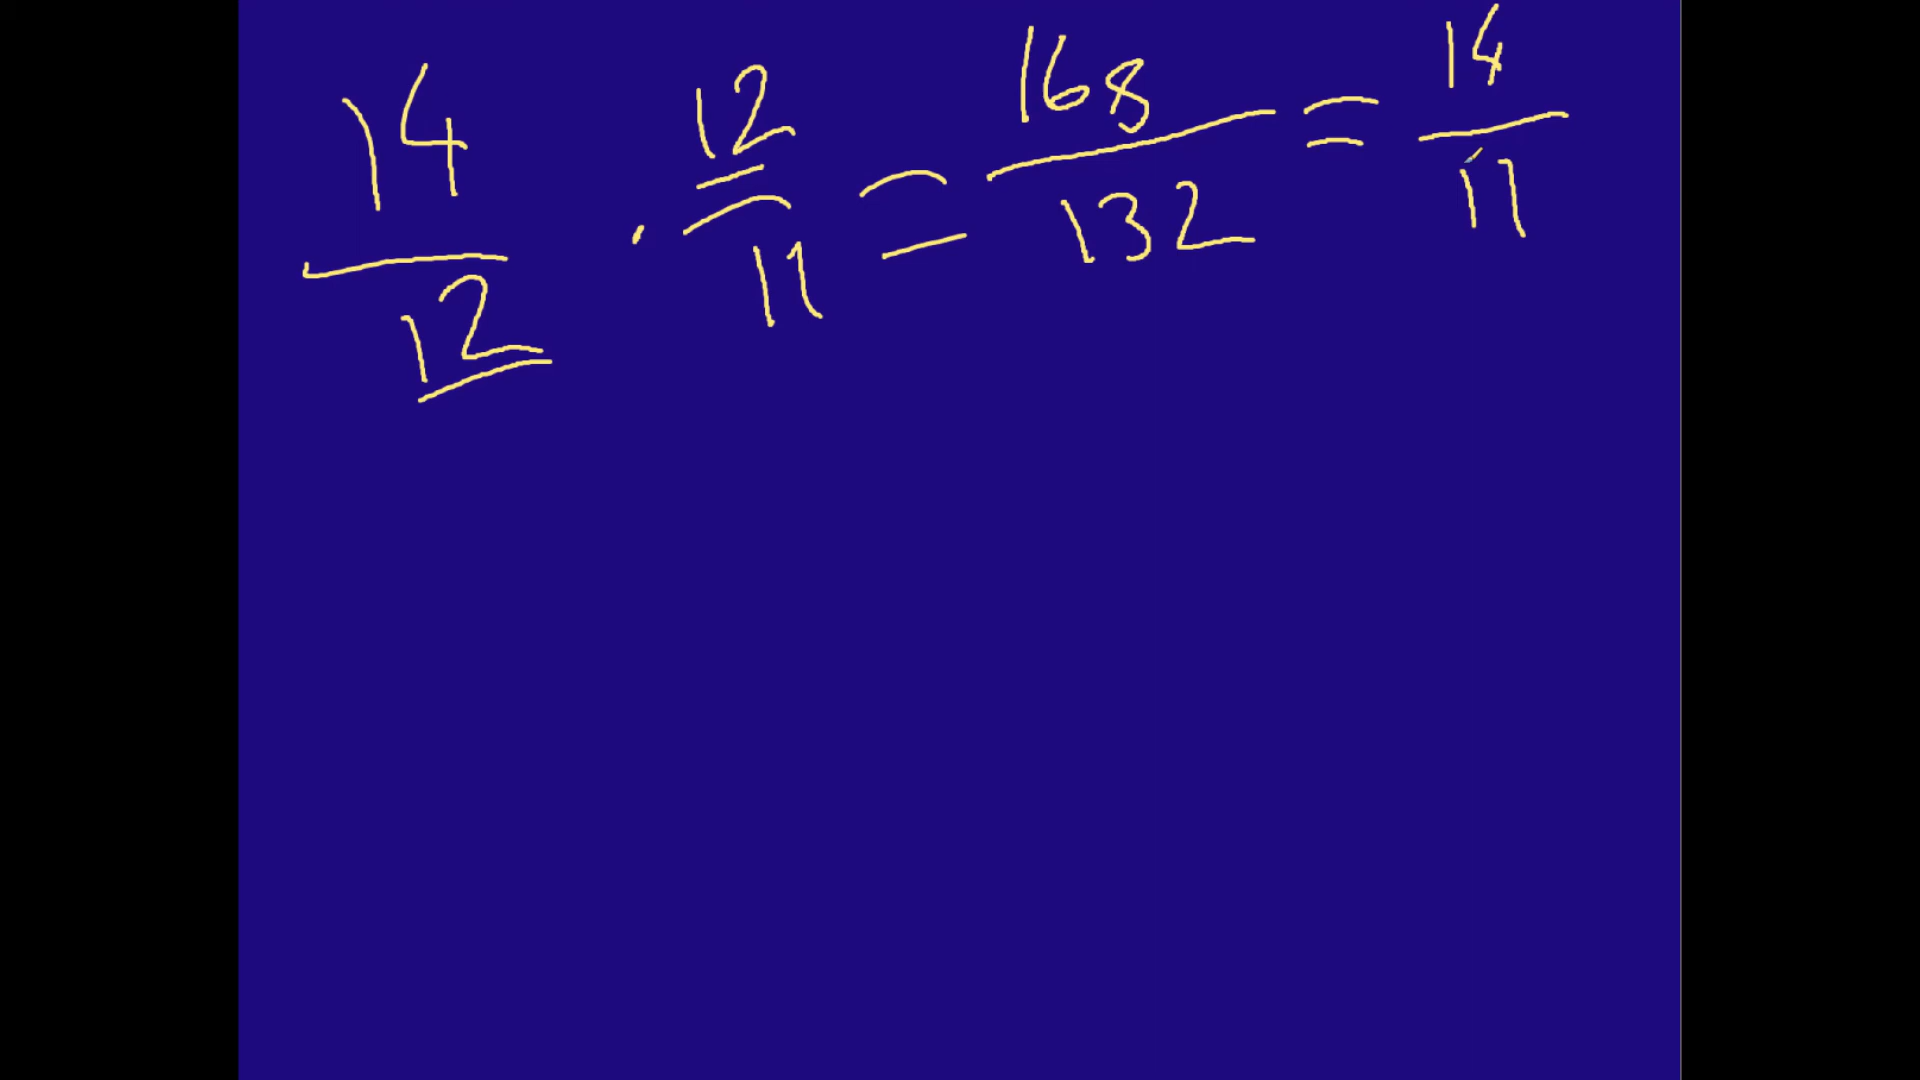 14/12 · 12/11 = 168/132 = 14/11